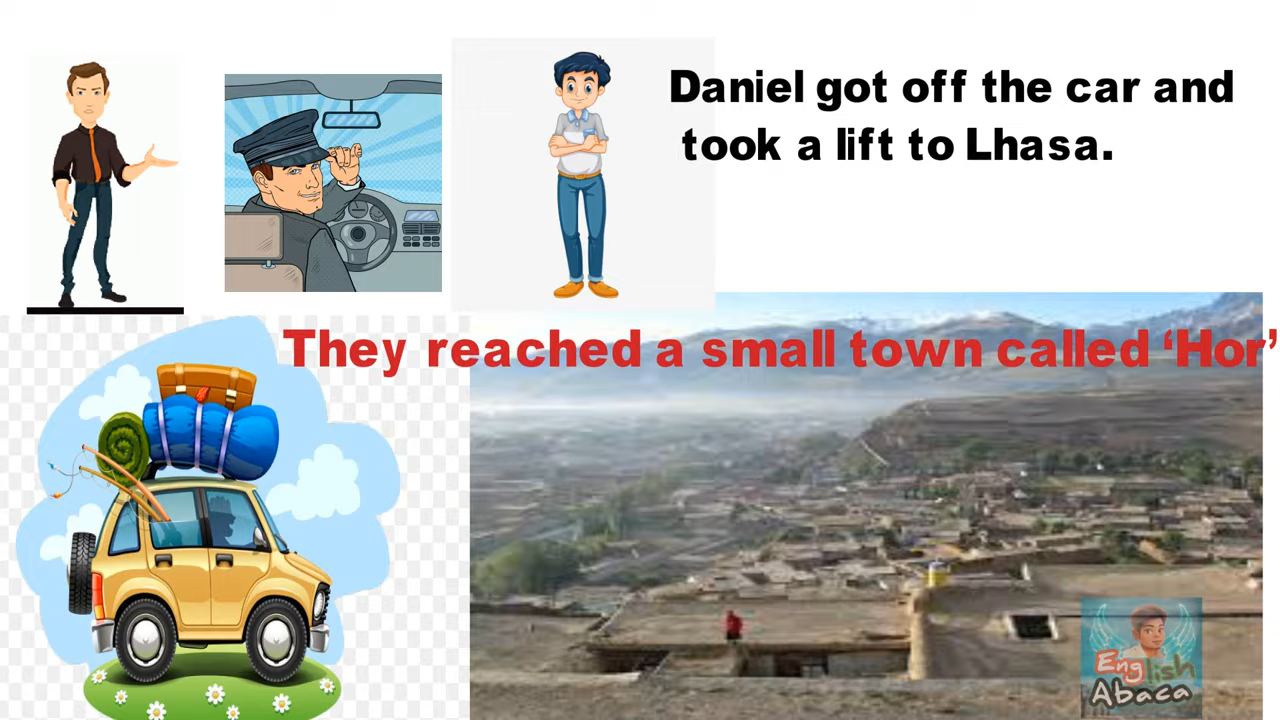 Daniel got off the car and
took a lift to Lhasa.
They reached a small town called ‘Hor’
English
Abaca